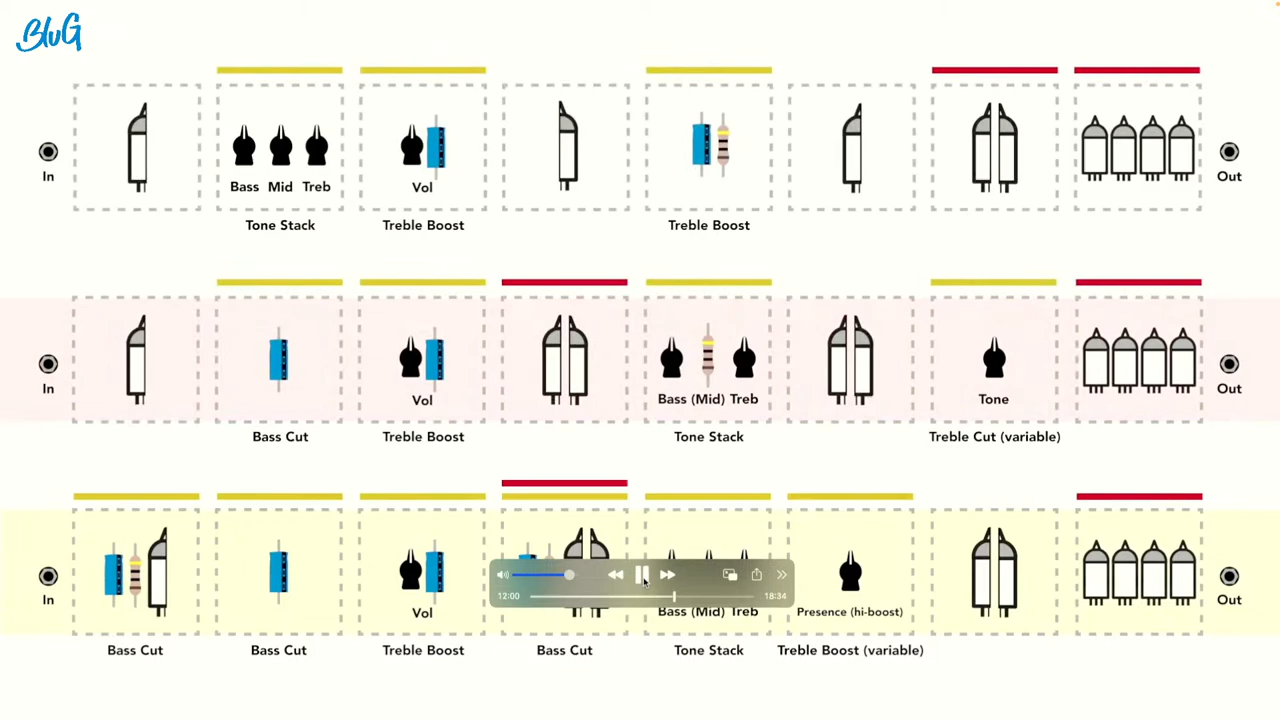 BluG
In
Bass Mid Treb
Vol
Out
Tone Stack
Treble Boost
Treble Boost
In
Vol
Bass (Mid) Treb
Tone
Out
Bass Cut
Treble Boost
Tone Stack
Treble Cut (variable)
In
Vol
12:00
18:34
Bass (Mid) Treb
Presence (hi-boost)
Out
Bass Cut
Bass Cut
Treble Boost
Bass Cut
Tone Stack
Treble Boost (variable)